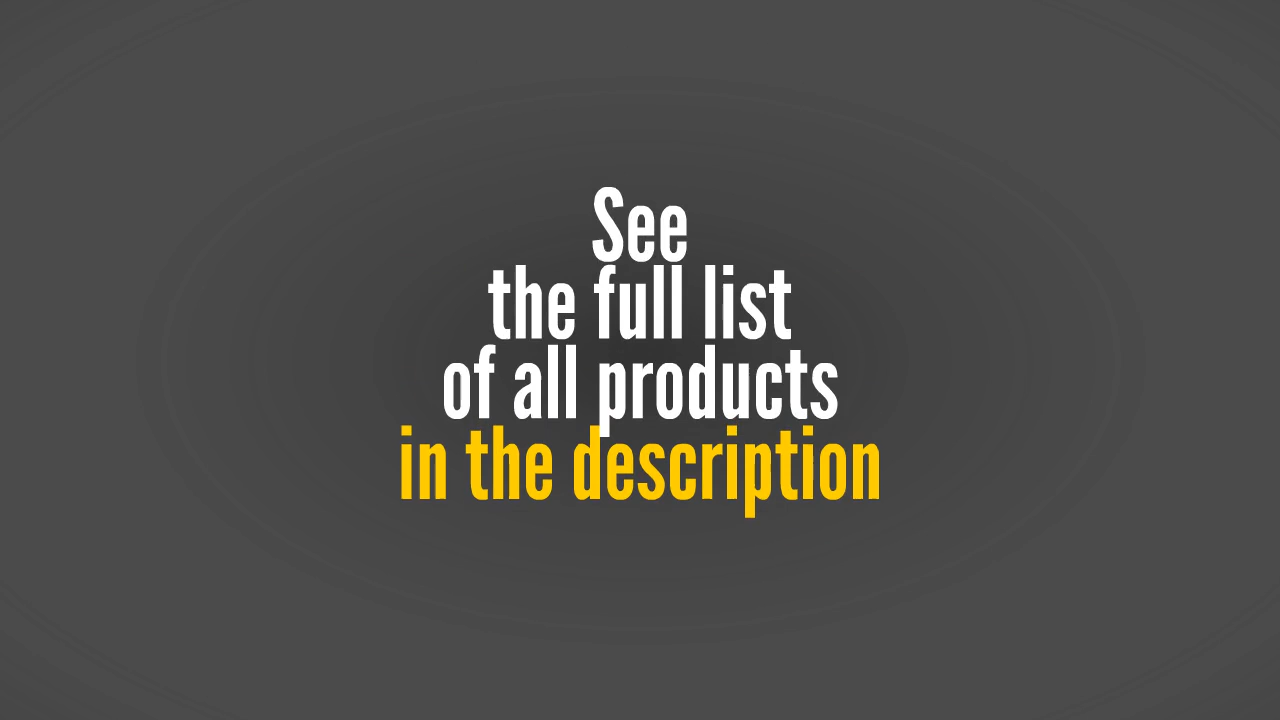 See
the full list
of all products
in the description